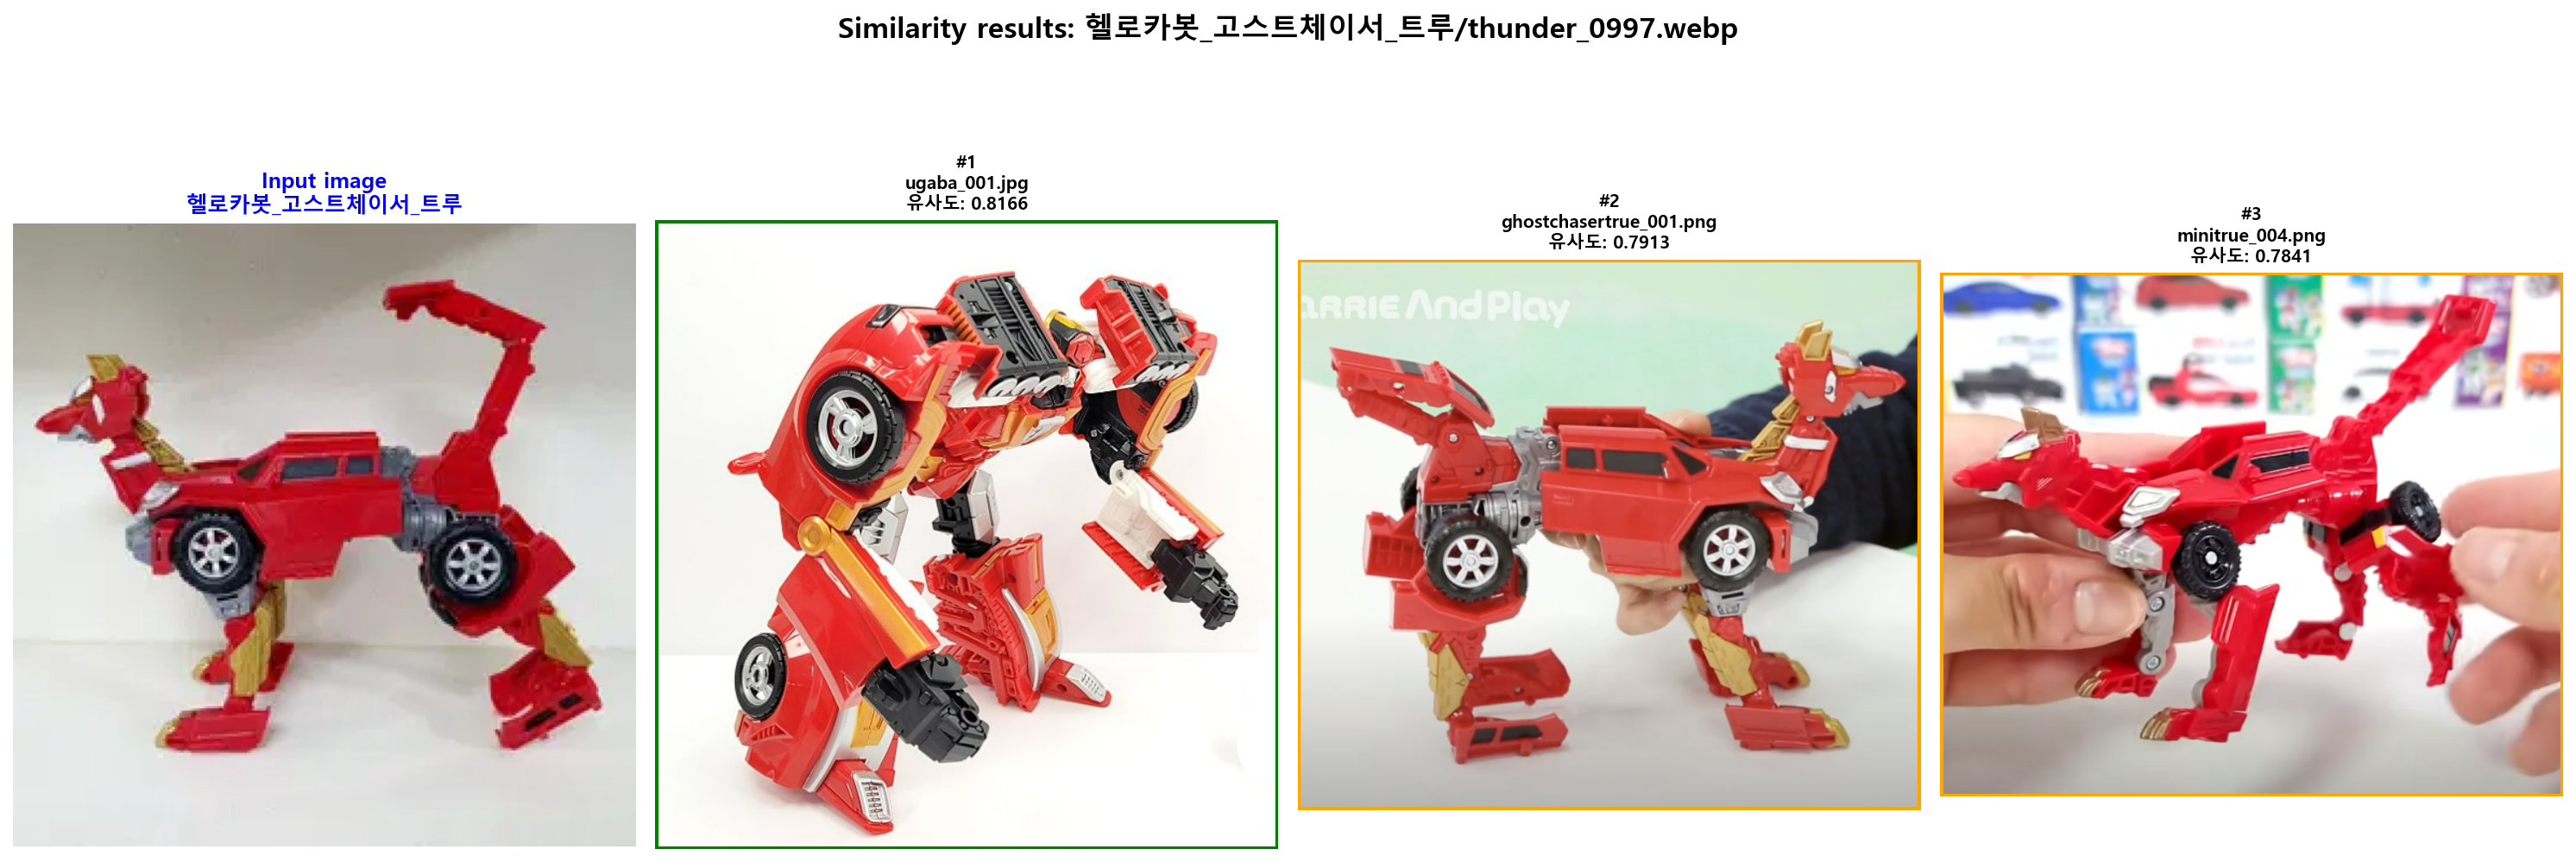 Similarity results: 헬로카봇_고스트체이서_트루/thunder_0997.webp
Input image
헬로카봇_고스트체이서_트루
#1
ugaba_001.jpg
유사도: 0.8166
#2
ghostchasertrue_001.png
유사도: 0.7913
#3
minitrue_004.png
유사도: 0.7841
ARRIE And Play